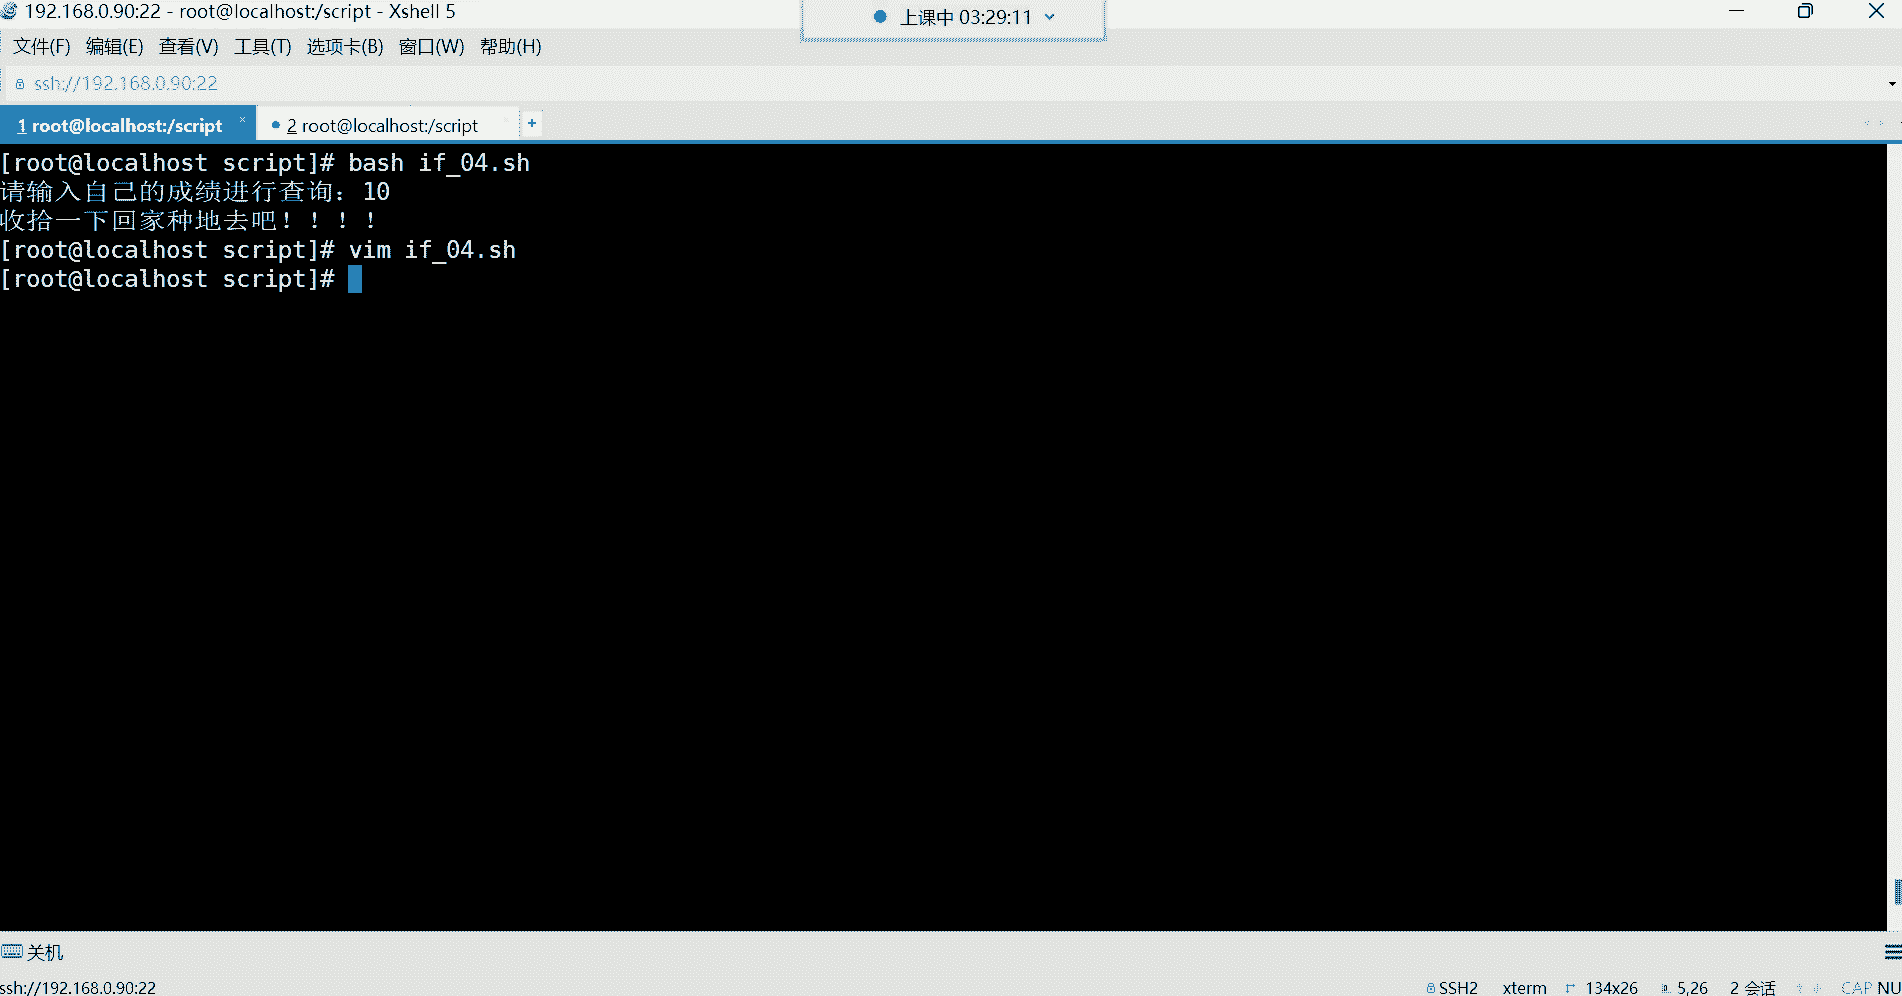 192.168.0.90:22 - root@localhost:/script - Xshell 5
上课中 03:29:11
文件(F) 编辑(E) 查看(V) 工具(T) 选项卡(B) 窗口(W) 帮助(H)
ssh://192.168.0.90:22
1 root@localhost:/script × 2 root@localhost:/script +
[root@localhost script]# bash if_04.sh
请输入自己的成绩进行查询：10
收拾一下回家种地去吧！！！！
[root@localhost script]# vim if_04.sh
[root@localhost script]#
关机
ssh://192.168.0.90:22 SSH2 xterm 134x26 5,26 2 会话 CAP NU